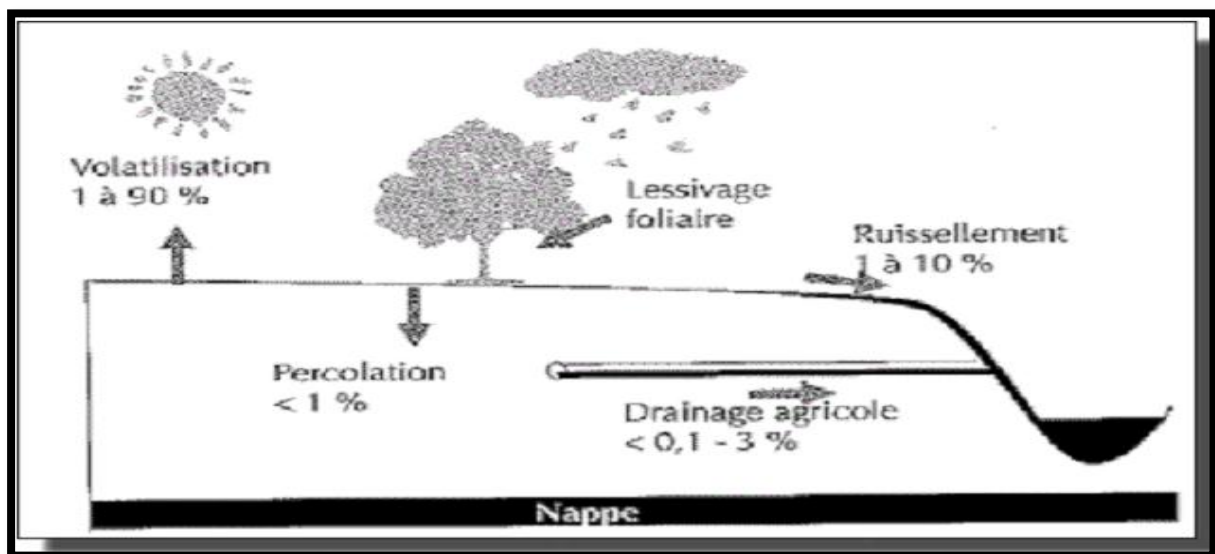 Volatilisation
1 à 90 %
Lessivage
foliaire
Ruissellement
1 à 10 %
Percolation
< 1 %
Drainage agricole
< 0,1 - 3 %
Nappe